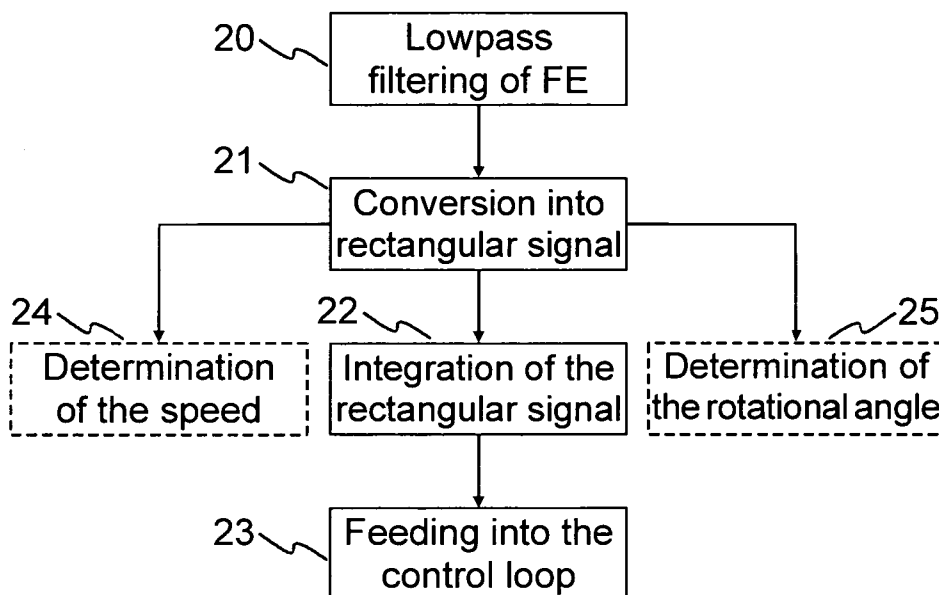 20
Lowpass
filtering of FE
21
Conversion into
rectangular signal
24
Determination
of the speed
22
Integration of the
rectangular signal
25
Determination of
the rotational angle
23
Feeding into the
control loop